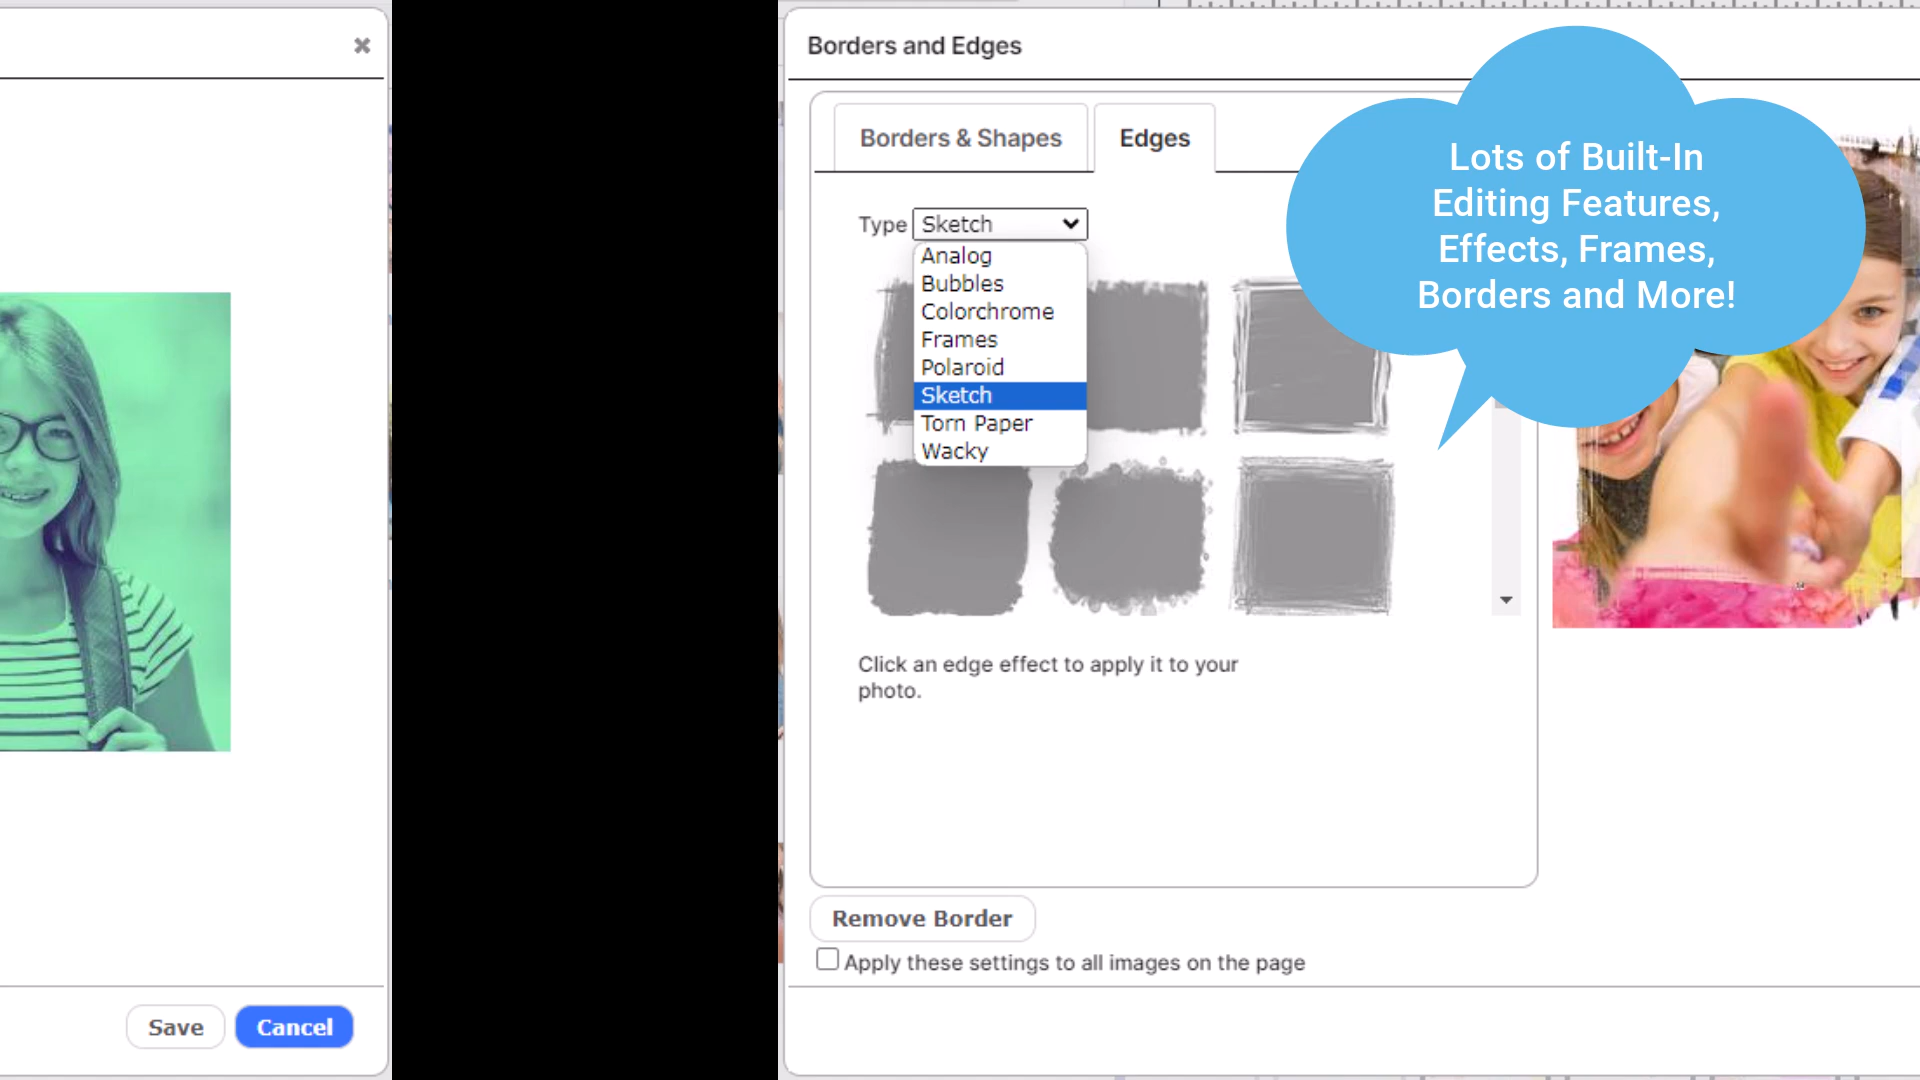 ✖
Save
Cancel
Borders and Edges
Borders & Shapes
Edges
Type Sketch
Analog
Bubbles
Colorchrome
Frames
Polaroid
Sketch
Torn Paper
Wacky
Click an edge effect to apply it to your
photo.
Remove Border
Apply these settings to all images on the page
Lots of Built-In
Editing Features,
Effects, Frames,
Borders and More!